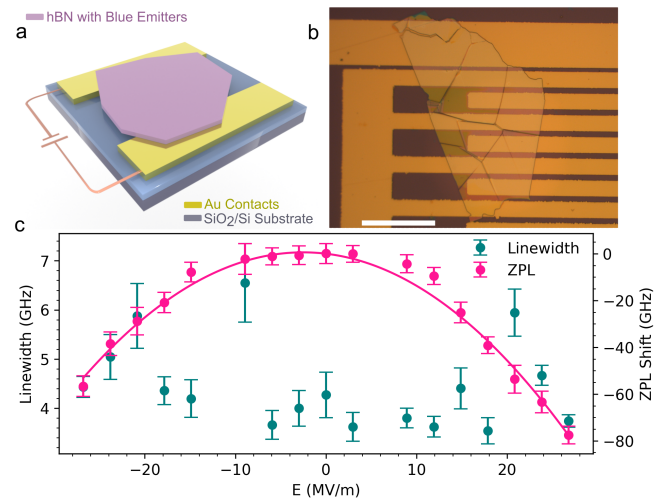 hBN with Blue Emitters
a
b
Au Contacts
SiO₂/Si Substrate
c
Linewidth
ZPL
Linewidth (GHz)
7
6
5
4
ZPL Shift (GHz)
0
−20
−40
−60
−80
−20
−10
0
10
20
E (MV/m)